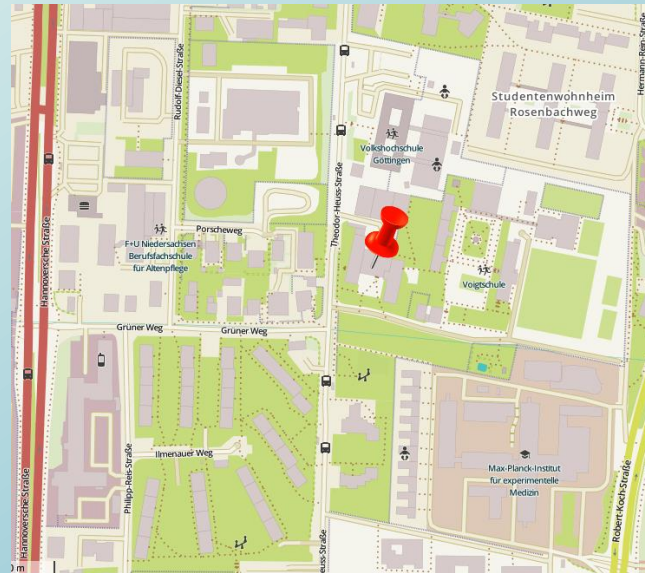 Rudolf-Diesel-Straße
Hermann-Rein-Straße
Studentenwohnheim
Rosenbachweg
Volkshochschule
Göttingen
Theodor-Heuss-Straße
Hannoversche Straße
Porscheweg
F+U Niedersachsen
Berufsfachschule
für Altenpflege
Voigtschule
Grüner Weg
Grüner Weg
Ilmenauer Weg
Philipp-Reis-Straße
Max-Planck-Institut
für experimentelle
Medizin
Robert-Koch-Straße
Hannoversche Straße
euss-Straße
0 m